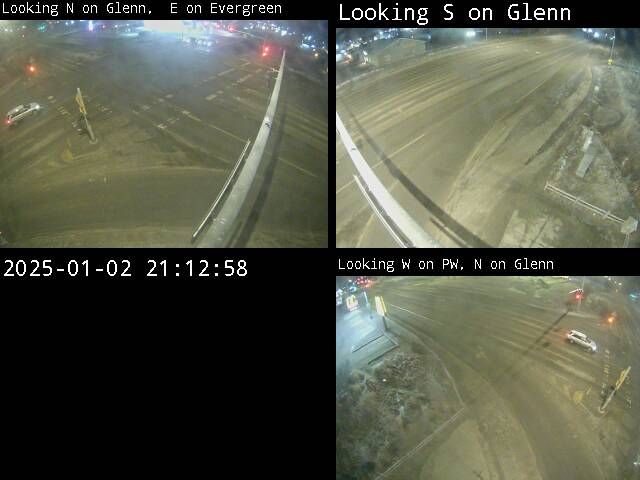 Looking N on Glenn,  E on Evergreen
Looking S on Glenn
2025-01-02 21:12:58
Looking W on PW, N on Glenn